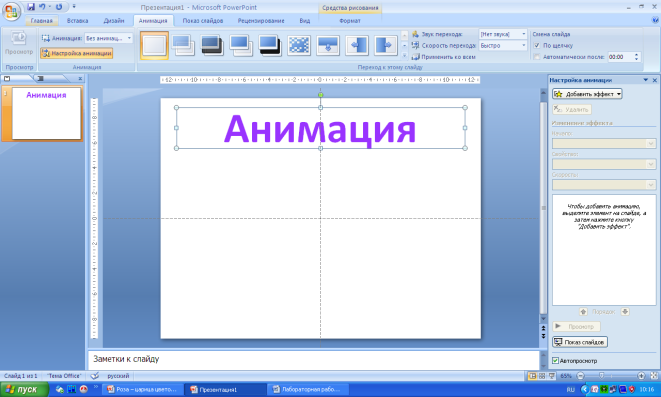 Презентация1 - Microsoft PowerPoint
Средства рисования
Главная Вставка Дизайн Анимация Показ слайдов Рецензирование Вид Формат
Просмотр
Просмотр
Анимация: Без анимац...
Настройка анимации
Анимация
Звук перехода: [Нет звука]
Скорость перехода: Быстро
Применить ко всем
Переход к этому слайду
Смена слайда
По щелчку
Автоматически после: 00:00
1
Анимация
Анимация
Заметки к слайду
Настройка анимации
Добавить эффект
Удалить
Изменение эффекта
Начало:
Свойство:
Скорость:
Чтобы добавить анимацию,
выделите элемент на слайде, а
затем нажмите кнопку
"Добавить эффект".
Порядок
Просмотр
Показ слайдов
Автопросмотр
Слайд 1 из 1 "Тема Office" русский 65%
пуск Роза – царица цвето... Презентация1 Лабораторная рабо... RU 10:16